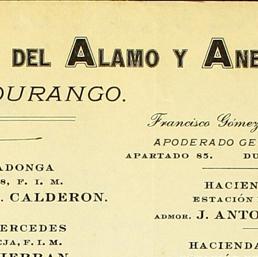 DEL ALAMO Y ANE
DURANGO.
Francisco Gómez
APODERADO GE
APARTADO 85. DU
ADONGA
8, F. I. M.
. CALDERON.
HACIEN
ESTACIÓN
ADMOR. J. ANTO
ERCEDES
EJA, F. I. M.
HACIENDA